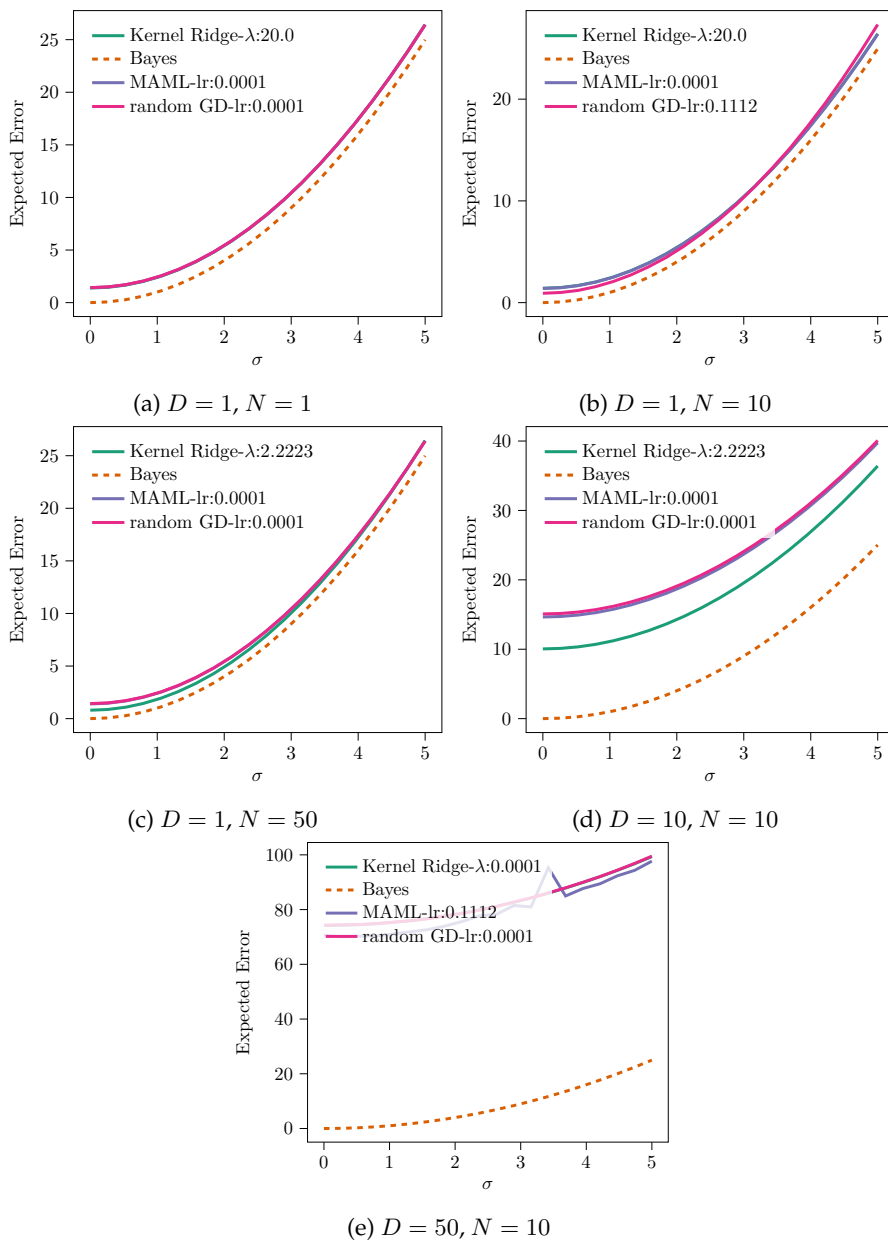 Kernel Ridge-λ:20.0
Bayes
MAML-lr:0.0001
random GD-lr:0.0001
Expected Error
25
20
15
10
5
0
0 1 2 3 4 5
σ
(a) D = 1, N = 1
Kernel Ridge-λ:20.0
Bayes
MAML-lr:0.0001
random GD-lr:0.1112
Expected Error
20
10
0
0 1 2 3 4 5
σ
(b) D = 1, N = 10
Kernel Ridge-λ:2.2223
Bayes
MAML-lr:0.0001
random GD-lr:0.0001
Expected Error
25
20
15
10
5
0
0 1 2 3 4 5
σ
(c) D = 1, N = 50
Kernel Ridge-λ:2.2223
Bayes
MAML-lr:0.0001
random GD-lr:0.0001
Expected Error
40
30
20
10
0
0 1 2 3 4 5
σ
(d) D = 10, N = 10
Kernel Ridge-λ:0.0001
Bayes
MAML-lr:0.1112
random GD-lr:0.0001
Expected Error
100
80
60
40
20
0
0 1 2 3 4 5
σ
(e) D = 50, N = 10